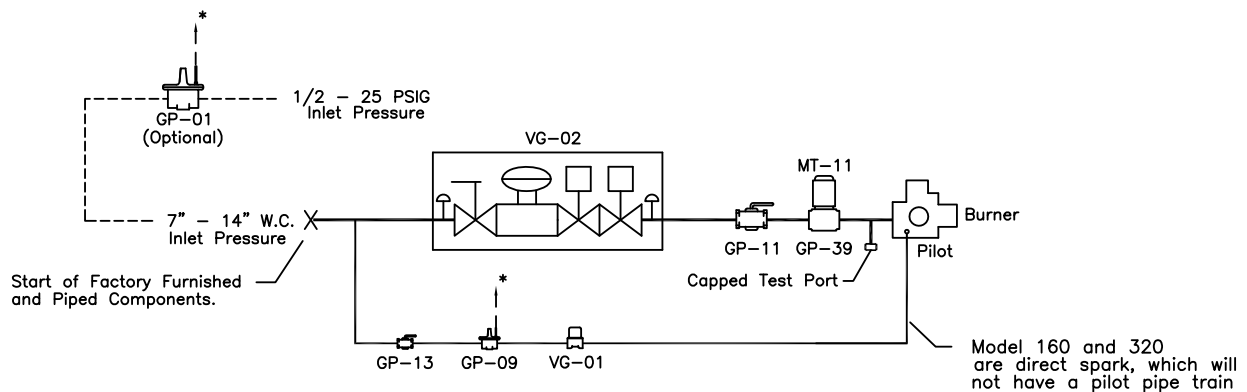 *
1/2 - 25 PSIG
Inlet Pressure
GP-01
(Optional)
VG-02
MT-11
7" - 14" W.C.
Inlet Pressure
Burner
GP-11
GP-39
Pilot
Capped Test Port
Start of Factory Furnished
and Piped Components.
*
GP-13
GP-09
VG-01
Model 160 and 320
are direct spark, which will
not have a pilot pipe train